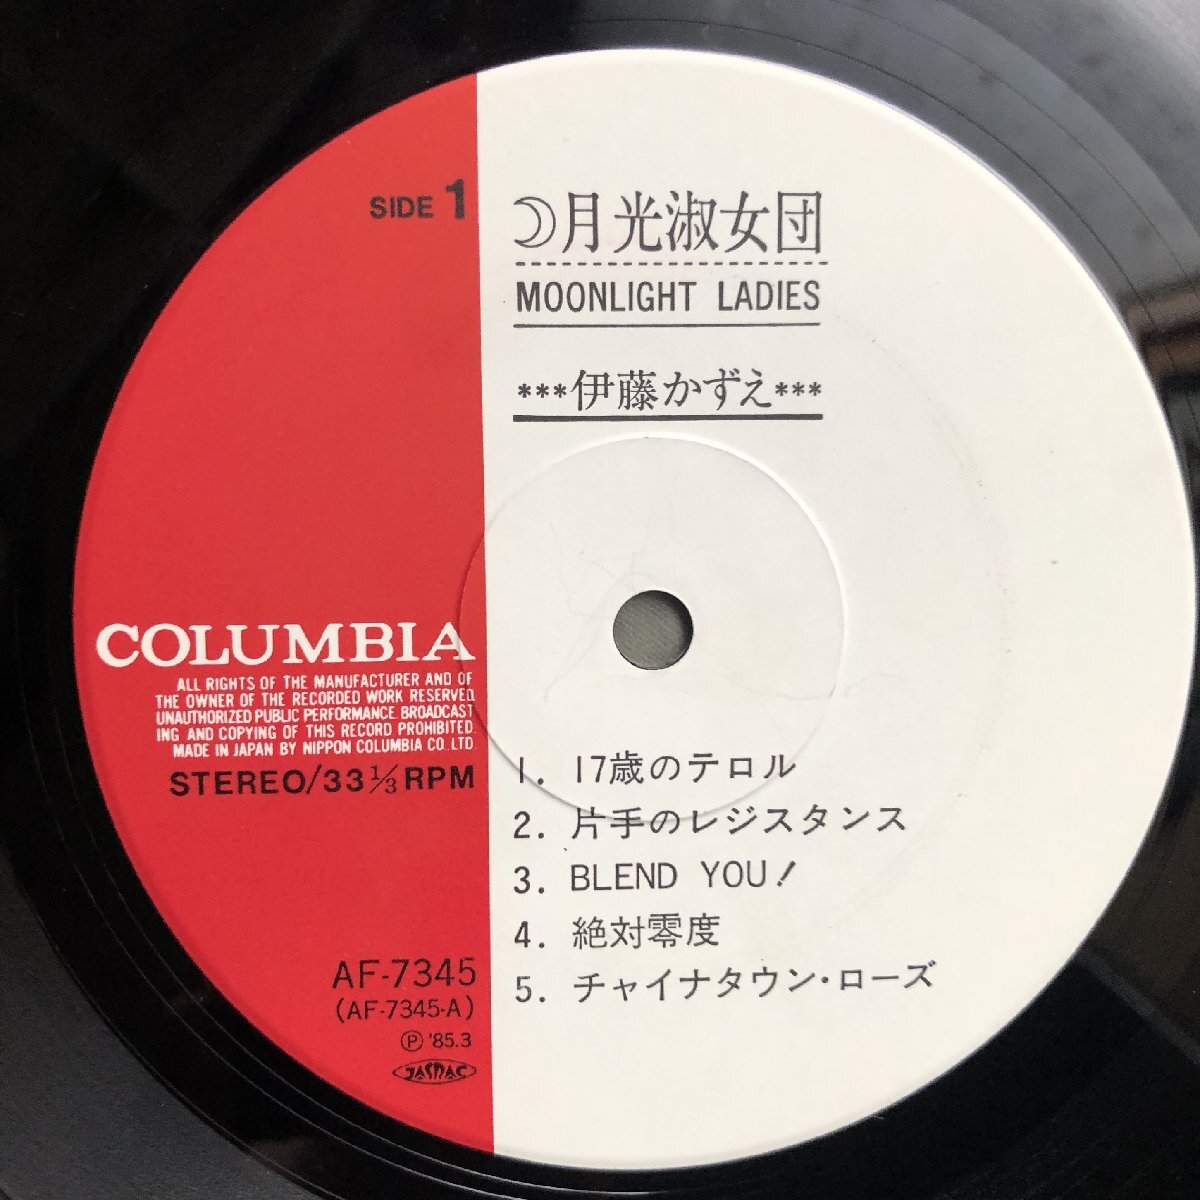 SIDE 1
月光淑女団
MOONLIGHT LADIES
***伊藤かずえ***
COLUMBIA
ALL RIGHTS OF THE MANUFACTURER AND OF
THE OWNER OF THE RECORDED WORK RESERVED.
UNAUTHORIZED PUBLIC PERFORMANCE. BROADCAST
ING AND COPYING OF THIS RECORD PROHIBITED.
MADE IN JAPAN BY NIPPON COLUMBIA CO., LTD.
STEREO/33 1/3 RPM
1. 17歳のテロル
2. 片手のレジスタンス
3. BLEND YOU!
4. 絶対零度
5. チャイナタウン・ローズ
AF-7345
(AF-7345-A)
Ⓟ '85.3
JASRAC